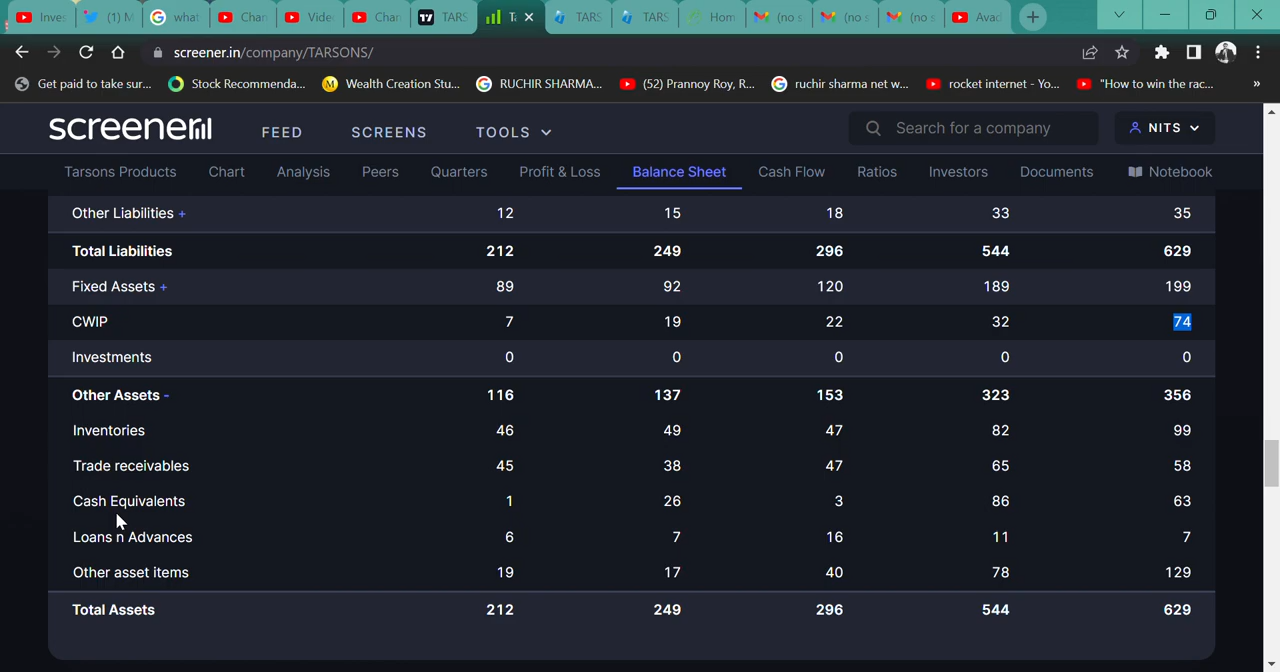 Inves
(1) M
what
Chan
Vide
Chan
TARS
Ta
TARS
TARS
Hom
(no s
(no s
(no s
Avad
screener.in/company/TARSONS/
Get paid to take sur...
Stock Recommenda...
Wealth Creation Stu...
RUCHIR SHARMA...
(52) Prannoy Roy, R...
ruchir sharma net w...
rocket internet - Yo...
"How to win the rac...
»
screener
FEED SCREENS TOOLS
Search for a company
NITS
Tarsons Products Chart Analysis Peers Quarters Profit & Loss Balance Sheet Cash Flow Ratios Investors Documents Notebook
Other Liabilities + 12 15 18 33 35
Total Liabilities 212 249 296 544 629
Fixed Assets + 89 92 120 189 199
CWIP 7 19 22 32 74
Investments 0 0 0 0 0
Other Assets - 116 137 153 323 356
Inventories 46 49 47 82 99
Trade receivables 45 38 47 65 58
Cash Equivalents 1 26 3 86 63
Loans n Advances 6 7 16 11 7
Other asset items 19 17 40 78 129
Total Assets 212 249 296 544 629